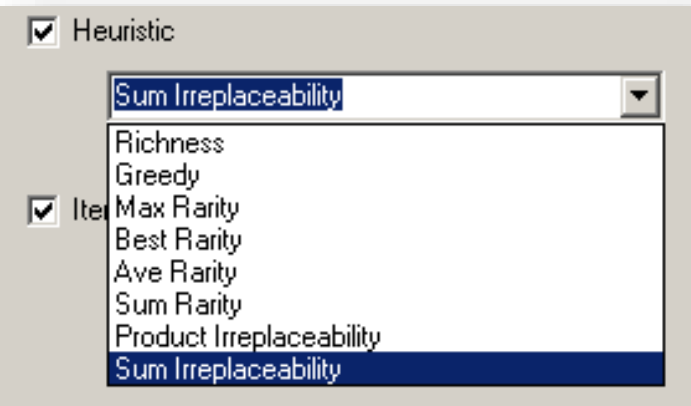 Heuristic
Sum Irreplaceability
Richness
Greedy
Max Rarity
Best Rarity
Ave Rarity
Sum Rarity
Product Irreplaceability
Sum Irreplaceability